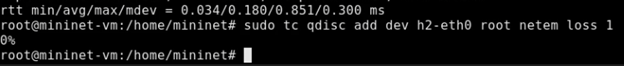 rtt min/avg/max/mdev = 0.034/0.180/0.851/0.300 ms
root@mininet-vm:/home/mininet# sudo tc qdisc add dev h2-eth0 root netem loss 1
0%
root@mininet-vm:/home/mininet#